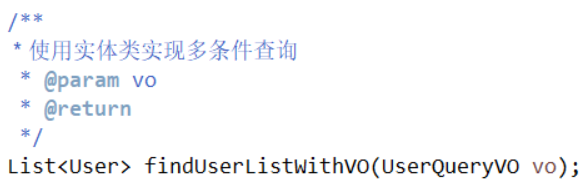 /**
* 使用实体类实现多条件查询
* @param vo
* @return
*/
List<User> findUserListWithVO(UserQueryVO vo);